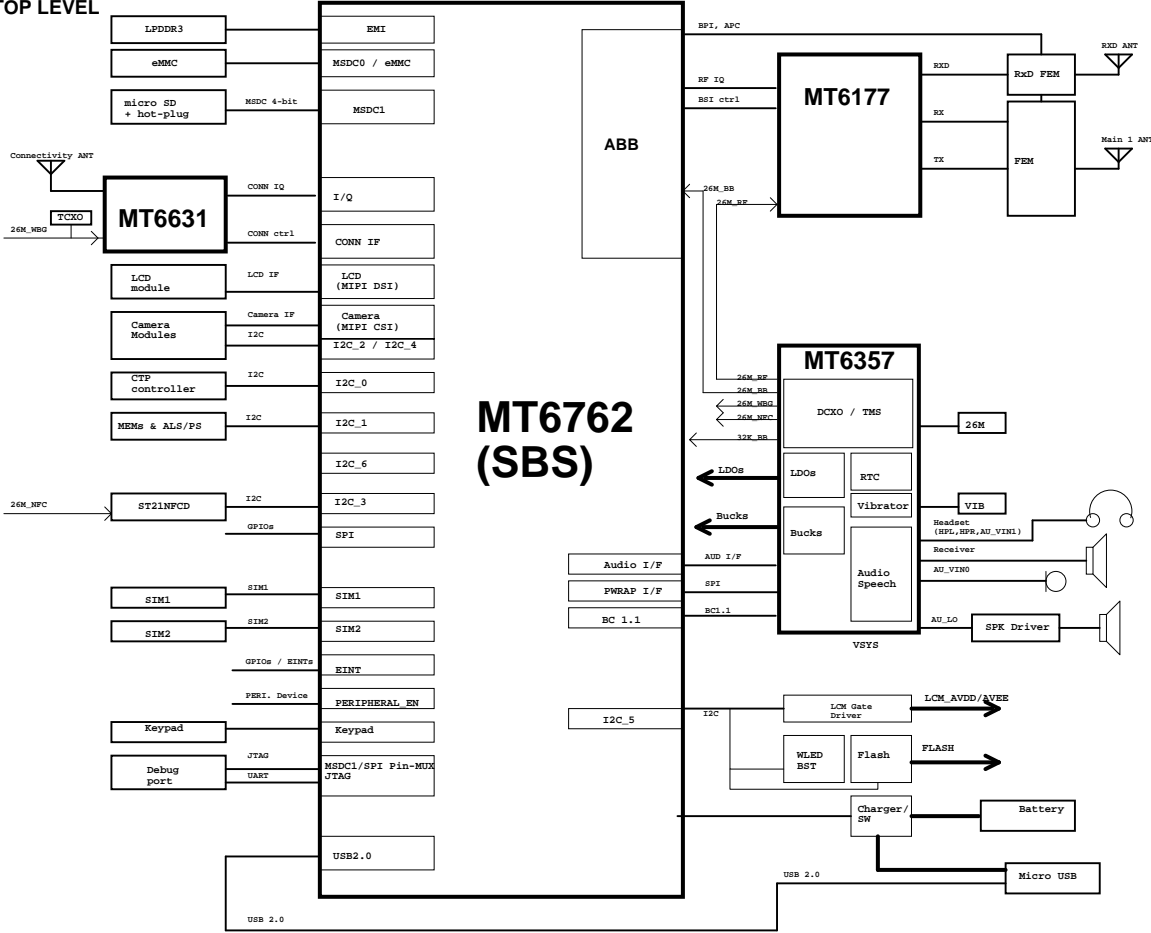 TOP LEVEL
LPDDR3
EMI
eMMC
MSDC0 / eMMC
micro SD
+ hot-plug
MSDC 4-bit
MSDC1
Connectivity ANT
MT6631
TCXO
26M_WBG
CONN IQ
I/Q
CONN ctrl
CONN IF
LCD
module
LCD IF
LCD
(MIPI DSI)
Camera
Modules
Camera IF
I2C
Camera
(MIPI CSI)
I2C_2 / I2C_4
CTP
controller
I2C
I2C_0
MEMs & ALS/PS
I2C
I2C_1
I2C_6
26M_NFC
ST21NFCD
I2C
I2C_3
GPIOs
SPI
SIM1
SIM1
SIM1
SIM2
SIM2
SIM2
GPIOs / EINTs
EINT
PERI. Device
PERIPHERAL_EN
Keypad
Keypad
Debug
port
JTAG
UART
MSDC1/SPI Pin-MUX
JTAG
USB2.0
USB 2.0
MT6762
(SBS)
ABB
BPI, APC
RF IQ
BSI ctrl
MT6177
RXD
RX
TX
RxD FEM
FEM
RXD ANT
Main 1 ANT
26M_BB
26M_RF
MT6357
26M_RF
26M_BB
26M_WBG
26M_NFC
32K_BB
DCXO / TMS
26M
LDOs
LDOs
RTC
Vibrator
VIB
Bucks
Bucks
Headset
(HPL,HPR,AU_VIN1)
Receiver
AU_VIN0
Audio
Speech
Audio I/F
AUD I/F
PWRAP I/F
SPI
BC 1.1
BC1.1
AU_LO
SPK Driver
VSYS
I2C_5
I2C
LCM Gate
Driver
LCM_AVDD/AVEE
WLED
BST
Flash
FLASH
Charger/
SW
Battery
USB 2.0
Micro USB